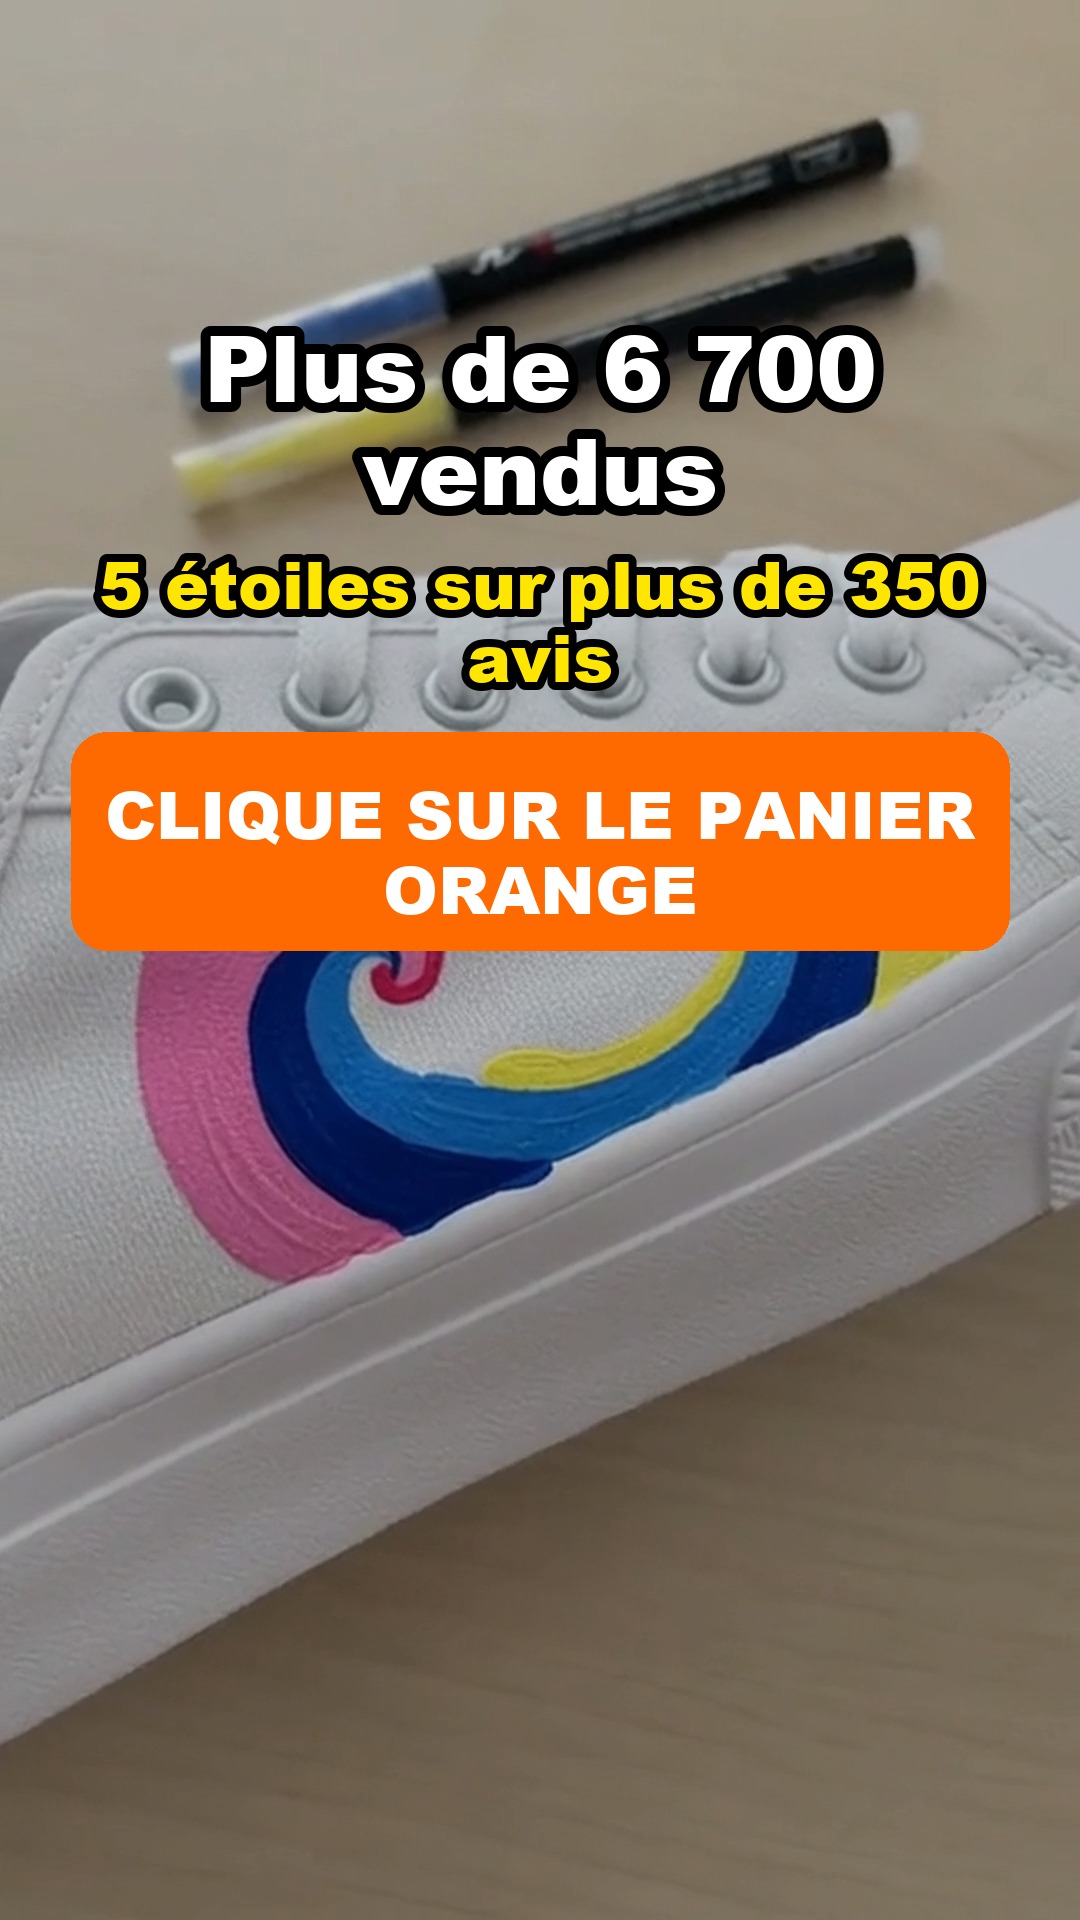 Plus de 6 700
vendus
5 étoiles sur plus de 350
avis
CLIQUE SUR LE PANIER
ORANGE